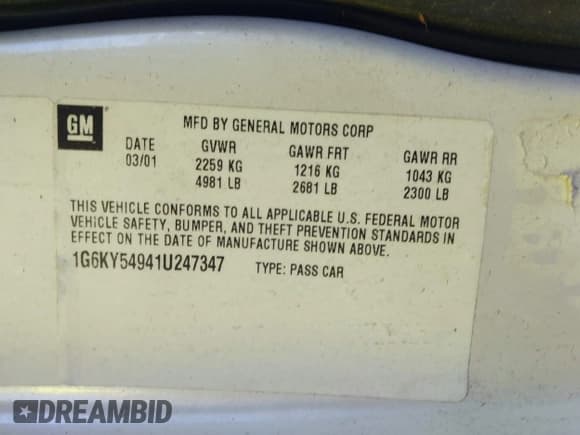 GM
MFD BY GENERAL MOTORS CORP
DATE GVWR GAWR FRT GAWR RR
03/01 2259 KG 1216 KG 1043 KG
4981 LB 2681 LB 2300 LB
THIS VEHICLE CONFORMS TO ALL APPLICABLE U.S. FEDERAL MOTOR
VEHICLE SAFETY, BUMPER, AND THEFT PREVENTION STANDARDS IN
EFFECT ON THE DATE OF MANUFACTURE SHOWN ABOVE.
1G6KY54941U247347 TYPE: PASS CAR
DREAMBID